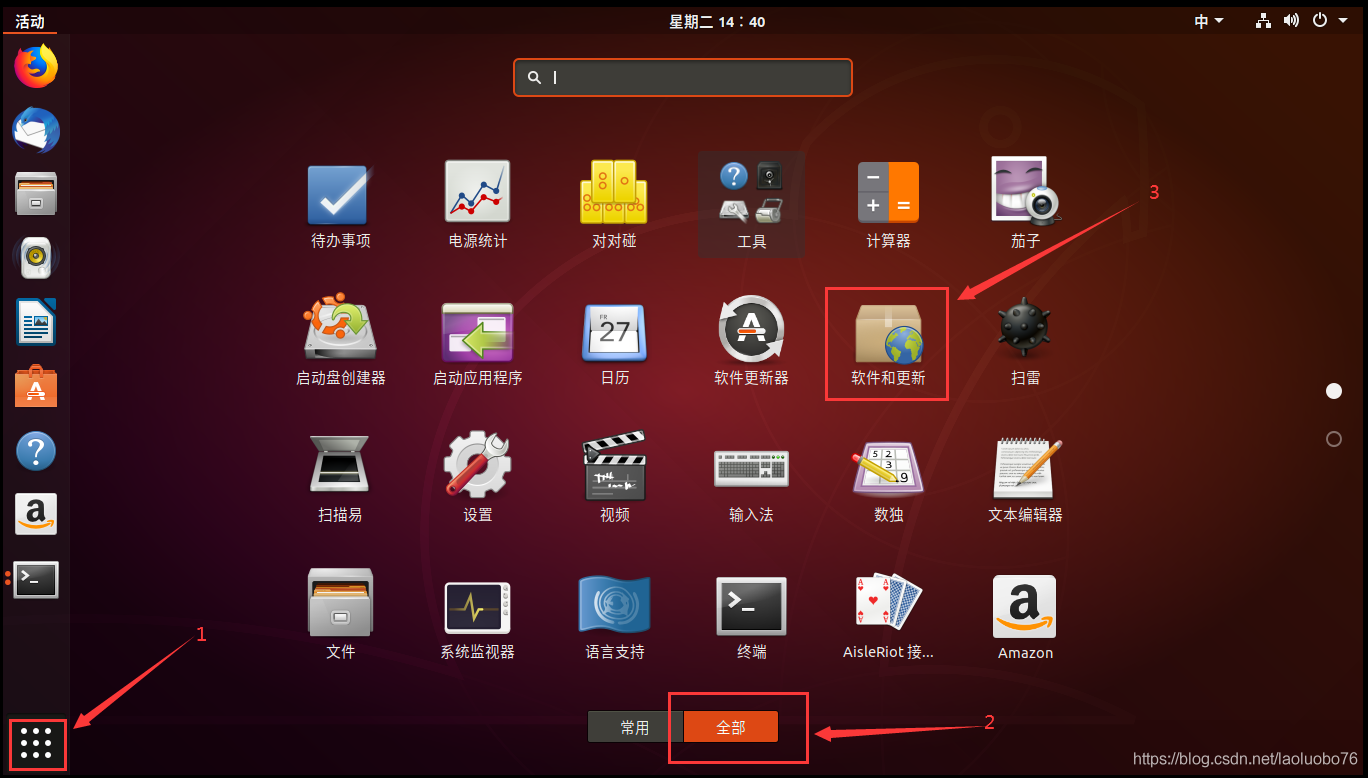 活动
星期二 14：40
中
3
待办事项
电源统计
对对碰
工具
计算器
茄子
FR
27
启动盘创建器
启动应用程序
日历
软件更新器
软件和更新
扫雷
5 2
3
9
扫描易
设置
视频
输入法
数独
文本编辑器
文件
系统监视器
语言支持
终端
AisleRiot 接...
Amazon
1
常用
全部
2
https://blog.csdn.net/laoluobo76